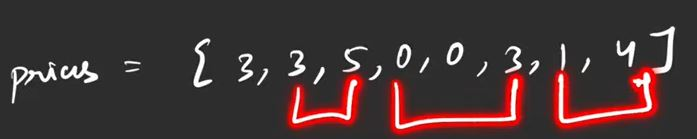 prices = { 3, 3, 5, 0, 0, 3, 1, 4 ]